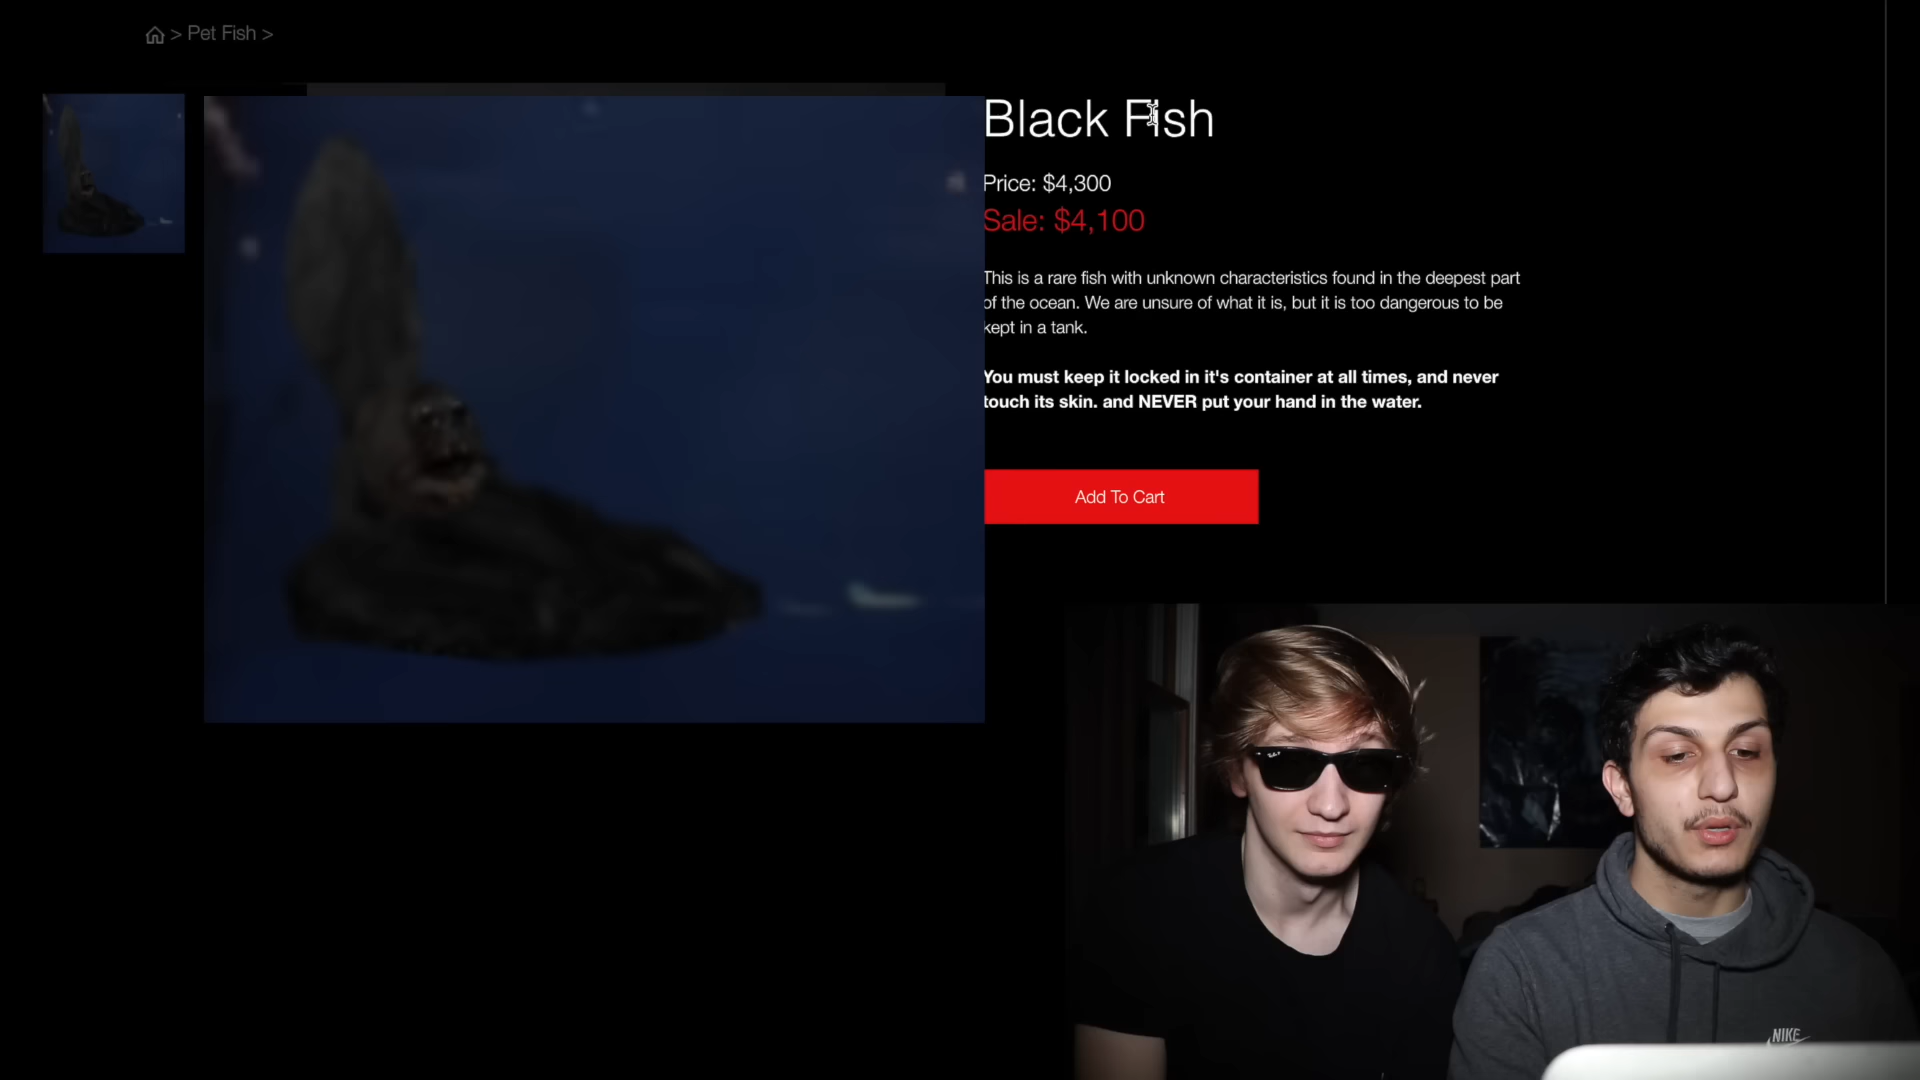 > Pet Fish >
Black Fish
Price: $4,300
Sale: $4,100
This is a rare fish with unknown characteristics found in the deepest part
of the ocean. We are unsure of what it is, but it is too dangerous to be
kept in a tank.
You must keep it locked in it's container at all times, and never
touch its skin. and NEVER put your hand in the water.
Add To Cart
NIKE